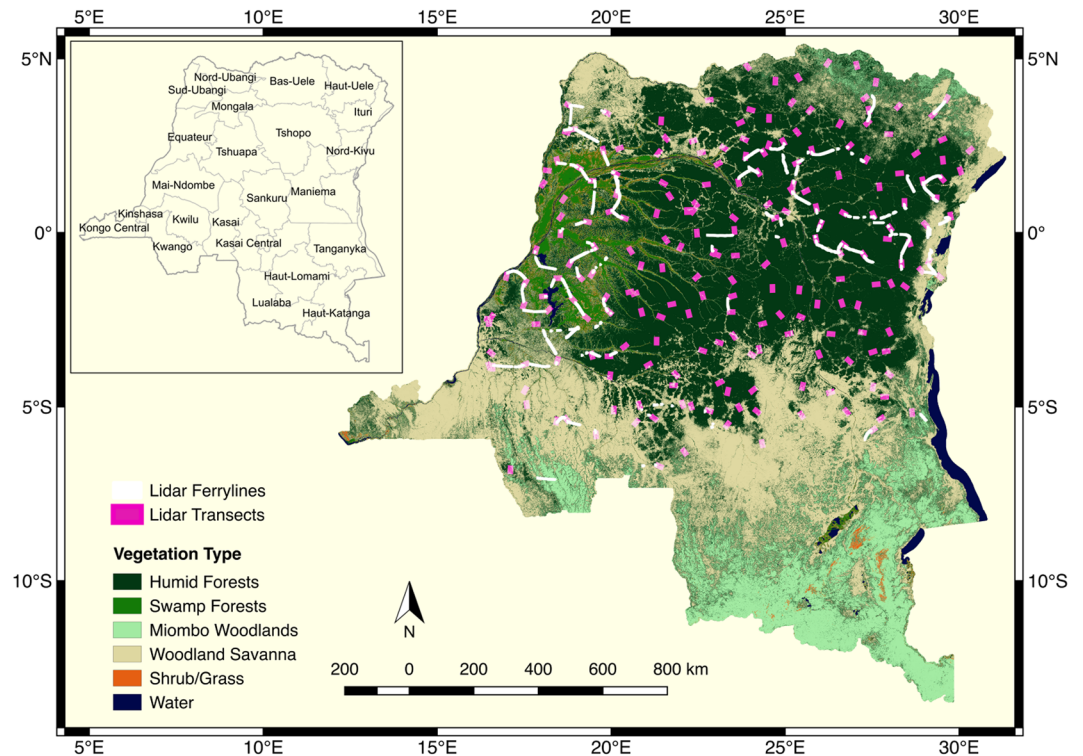 5°E 10°E 15°E 20°E 25°E 30°E
5°N 5°N
Nord-Ubangi
Bas-Uele
Haut-Uele
Sud-Ubangi
Mongala
Ituri
Equateur
Tshopo
Tshuapa
Nord-Kivu
Mai-Ndombe
Sankuru
Maniema
Kinshasa
Kwilu
Kasai
Kongo Central
Kwango
Kasai Central
Tanganyka
Haut-Lomami
Lualaba
Haut-Katanga
0° 0°
5°S 5°S
Lidar Ferrylines
Lidar Transects
Vegetation Type
10°S 10°S
Humid Forests
Swamp Forests
Miombo Woodlands
Woodland Savanna
Shrub/Grass
Water
N
200 0 200 400 600 800 km
5°E 10°E 15°E 20°E 25°E 30°E